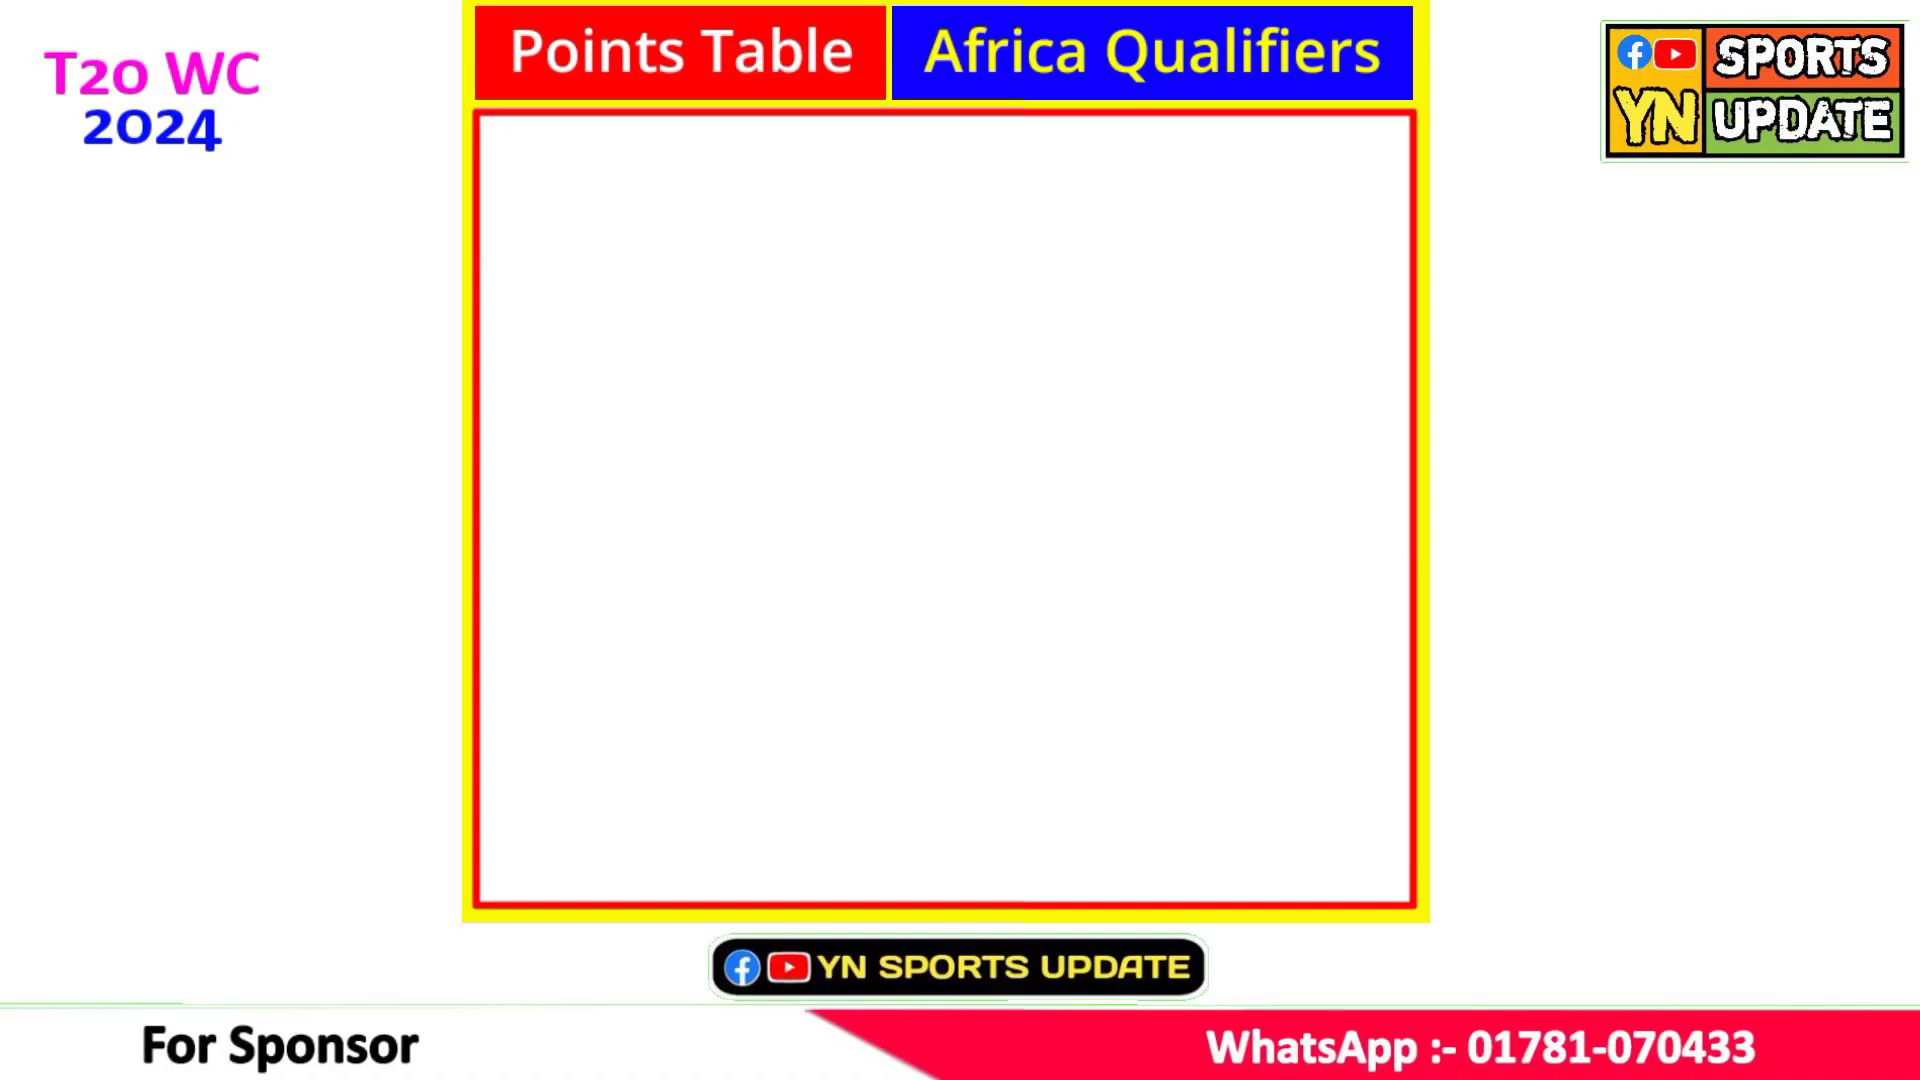 T20 WC
2024
Points Table
Africa Qualifiers
SPORTS
YN UPDATE
YN SPORTS UPDATE
For Sponsor
WhatsApp :- 01781-070433